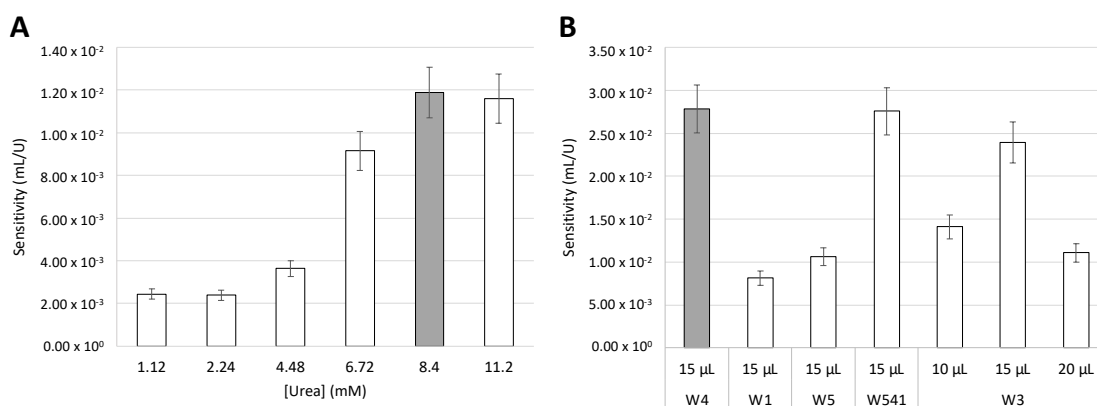 A
1.40 x 10⁻²
1.20 x 10⁻²
1.00 x 10⁻²
8.00 x 10⁻³
6.00 x 10⁻³
4.00 x 10⁻³
2.00 x 10⁻³
0.00 x 10⁰
Sensitivity (mL/U)
1.12 2.24 4.48 6.72 8.4 11.2
[Urea] (mM)
B
3.50 x 10⁻²
3.00 x 10⁻²
2.50 x 10⁻²
2.00 x 10⁻²
1.50 x 10⁻²
1.00 x 10⁻²
5.00 x 10⁻³
0.00 x 10⁰
Sensitivity (mL/U)
15 µL 15 µL 15 µL 15 µL 10 µL 15 µL 20 µL
W4 W1 W5 W541 W3